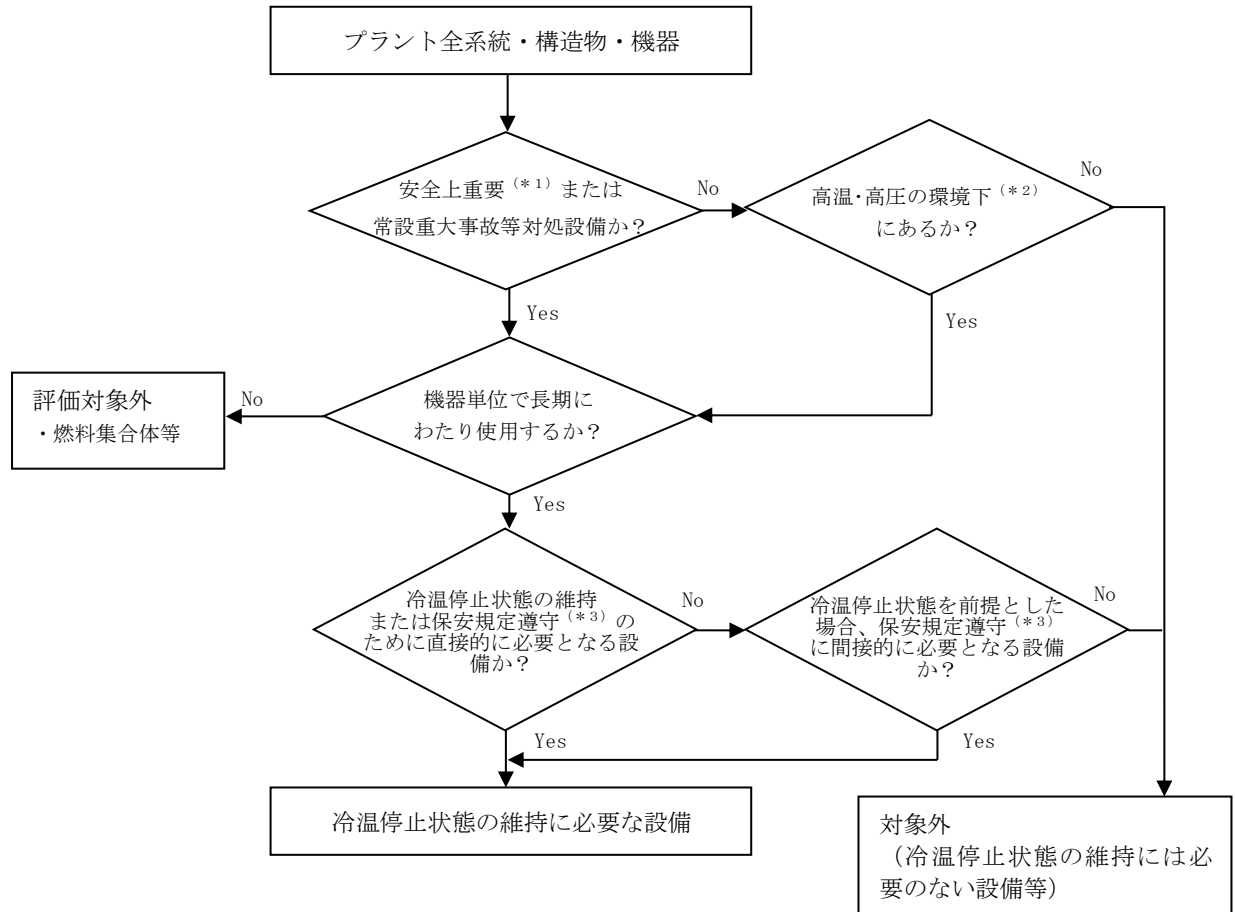 プラント全系統・構造物・機器
安全上重要(*1)または
常設重大事故等対処設備か?
No
高温・高圧の環境下(*2)
にあるか?
No
Yes
Yes
評価対象外
・燃料集合体等
No
機器単位で長期に
わたり使用するか?
Yes
冷温停止状態の維持
または保安規定遵守(*3)の
ために直接的に必要となる設
備か?
No
冷温停止状態を前提とした
場合、保安規定遵守(*3)
に間接的に必要となる設備
か?
No
Yes
Yes
冷温停止状態の維持に必要な設備
対象外
(冷温停止状態の維持には必
要のない設備等)